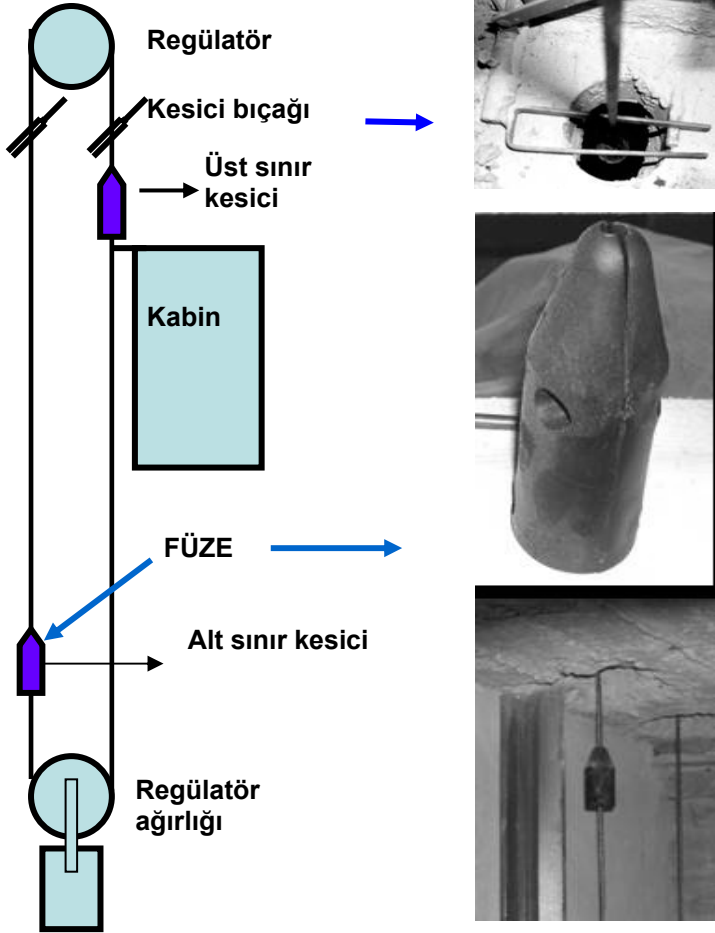 Regülatör
Kesici bıçağı
Üst sınır
kesici
Kabin
FÜZE
Alt sınır kesici
Regülatör
ağırlığı